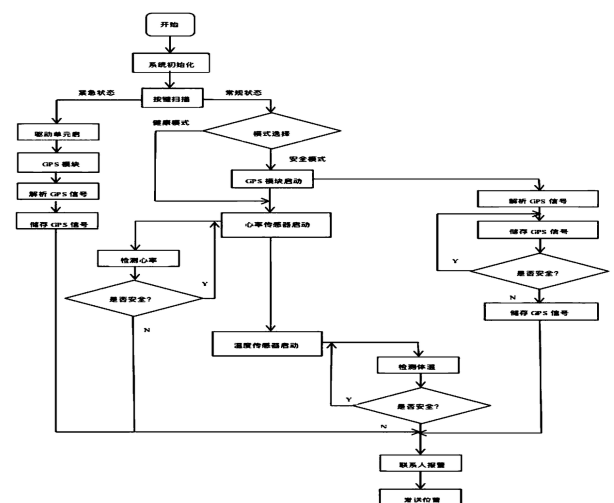 开始
系统初始化
紧急状态
按键扫描
常规状态
驱动单元启
健康模式
模式选择
GPS 模块
安全模式
GPS 模块启动
解析 GPS 信号
解析 GPS 信号
储存 GPS 信号
心率传感器启动
储存 GPS 信号
检测心率
Y
是否安全?
Y
是否安全?
N
N
储存 GPS 信号
温度传感器启动
检测体温
Y
是否安全?
N
联系人报警
发送位置